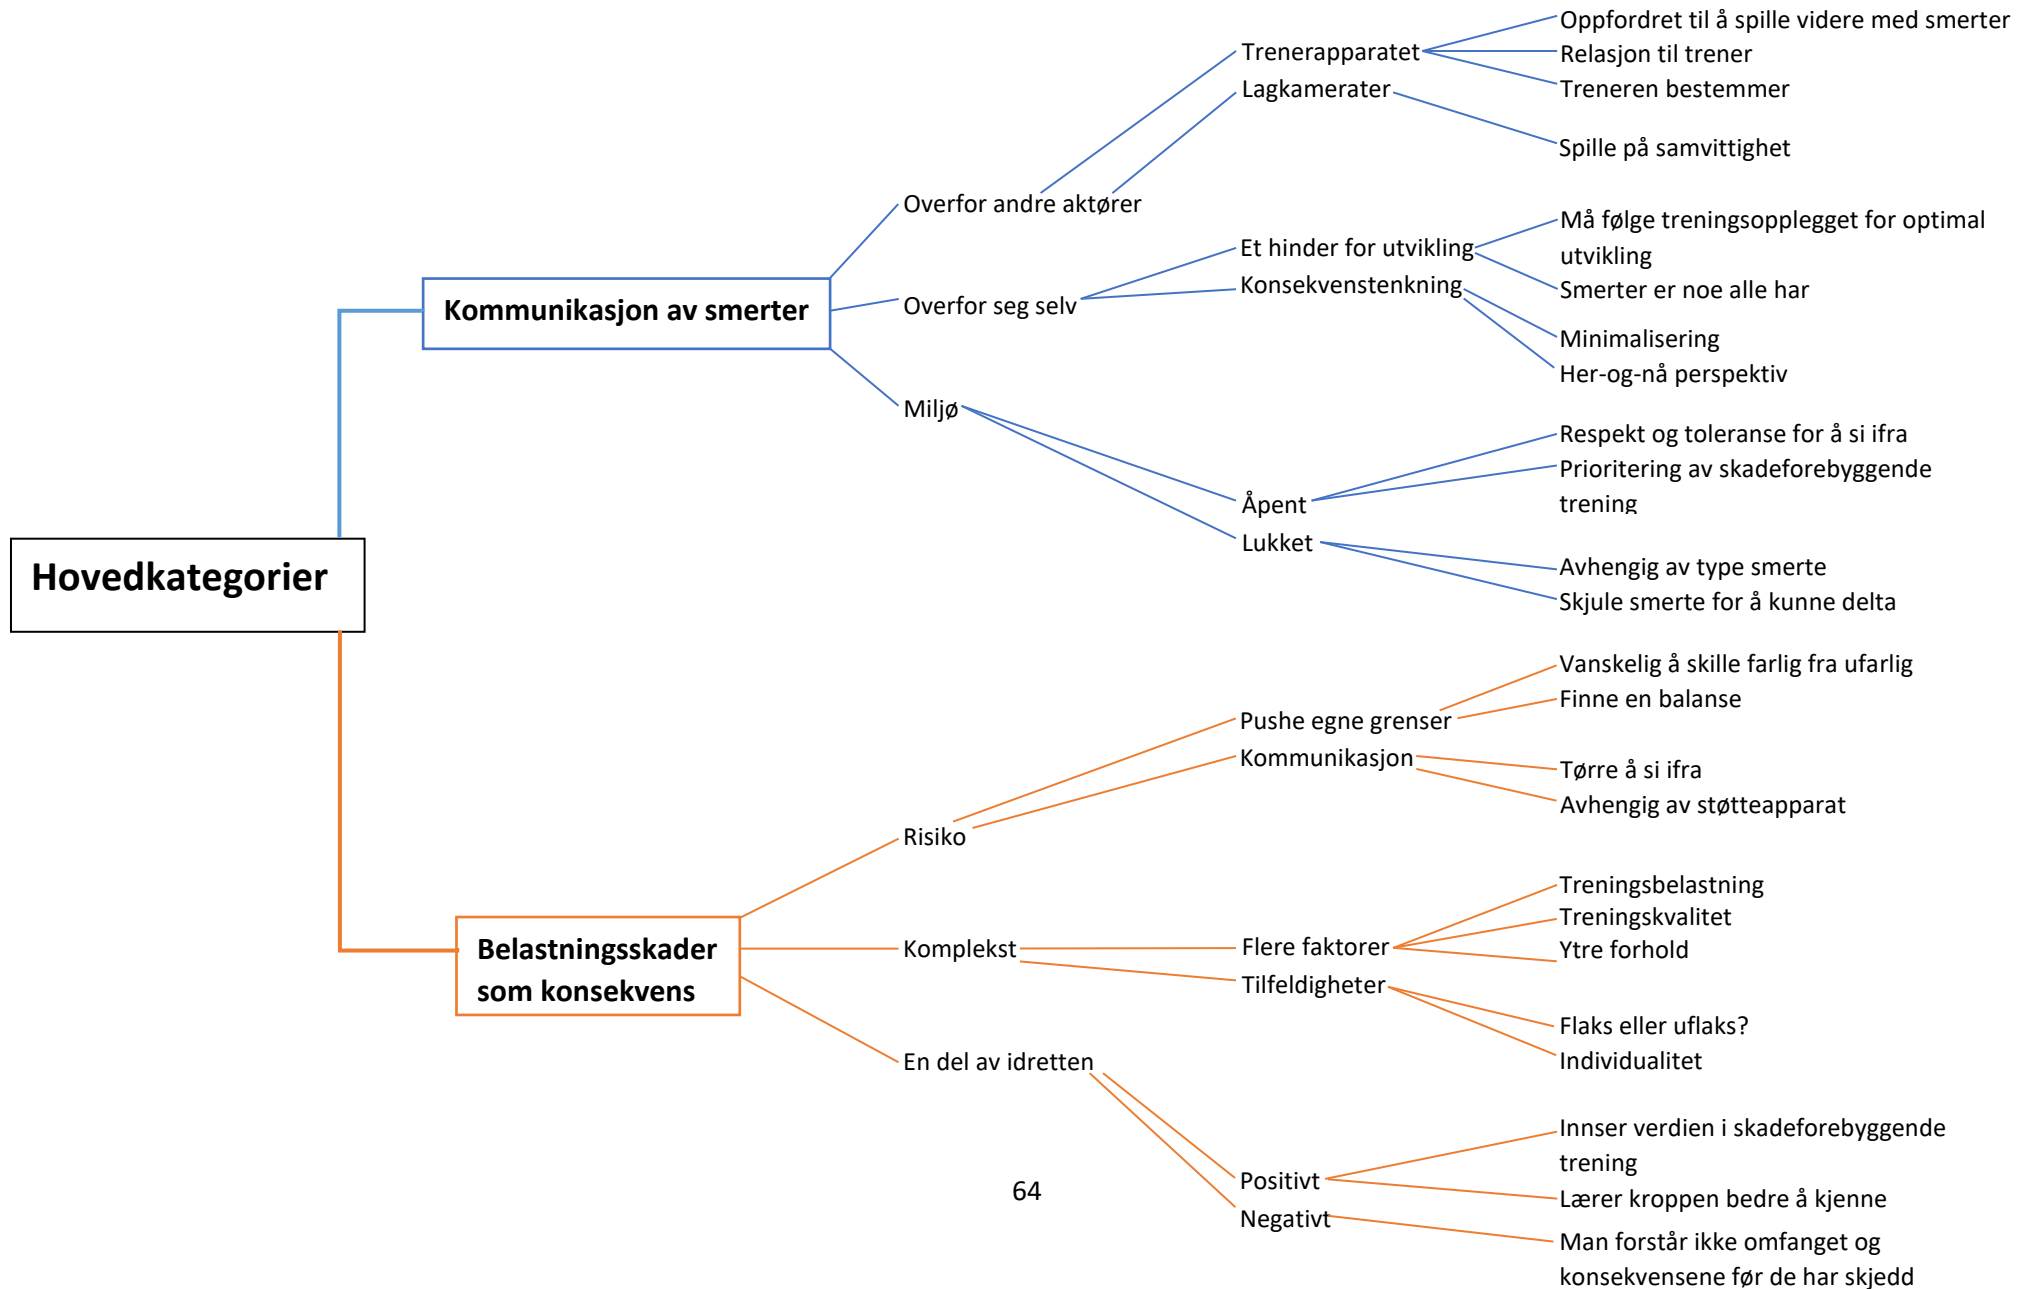 Hovedkategorier
Kommunikasjon av smerter
Overfor andre aktører
Trenerapparatet
Oppfordret til å spille videre med smerter
Relasjon til trener
Treneren bestemmer
Lagkamerater
Spille på samvittighet
Overfor seg selv
Et hinder for utvikling
Må følge treningsopplegget for optimal
utvikling
Smerter er noe alle har
Konsekvenstenkning
Minimalisering
Her-og-nå perspektiv
Miljø
Åpent
Respekt og toleranse for å si ifra
Prioritering av skadeforebyggende
trening
Lukket
Avhengig av type smerte
Skjule smerte for å kunne delta
Belastningsskader
som konsekvens
Risiko
Pushe egne grenser
Vanskelig å skille farlig fra ufarlig
Finne en balanse
Kommunikasjon
Tørre å si ifra
Avhengig av støtteapparat
Komplekst
Flere faktorer
Treningsbelastning
Treningskvalitet
Ytre forhold
Tilfeldigheter
Flaks eller uflaks?
Individualitet
En del av idretten
Positivt
Innser verdien i skadeforebyggende
trening
Lærer kroppen bedre å kjenne
Negativt
Man forstår ikke omfanget og
konsekvensene før de har skjedd
64